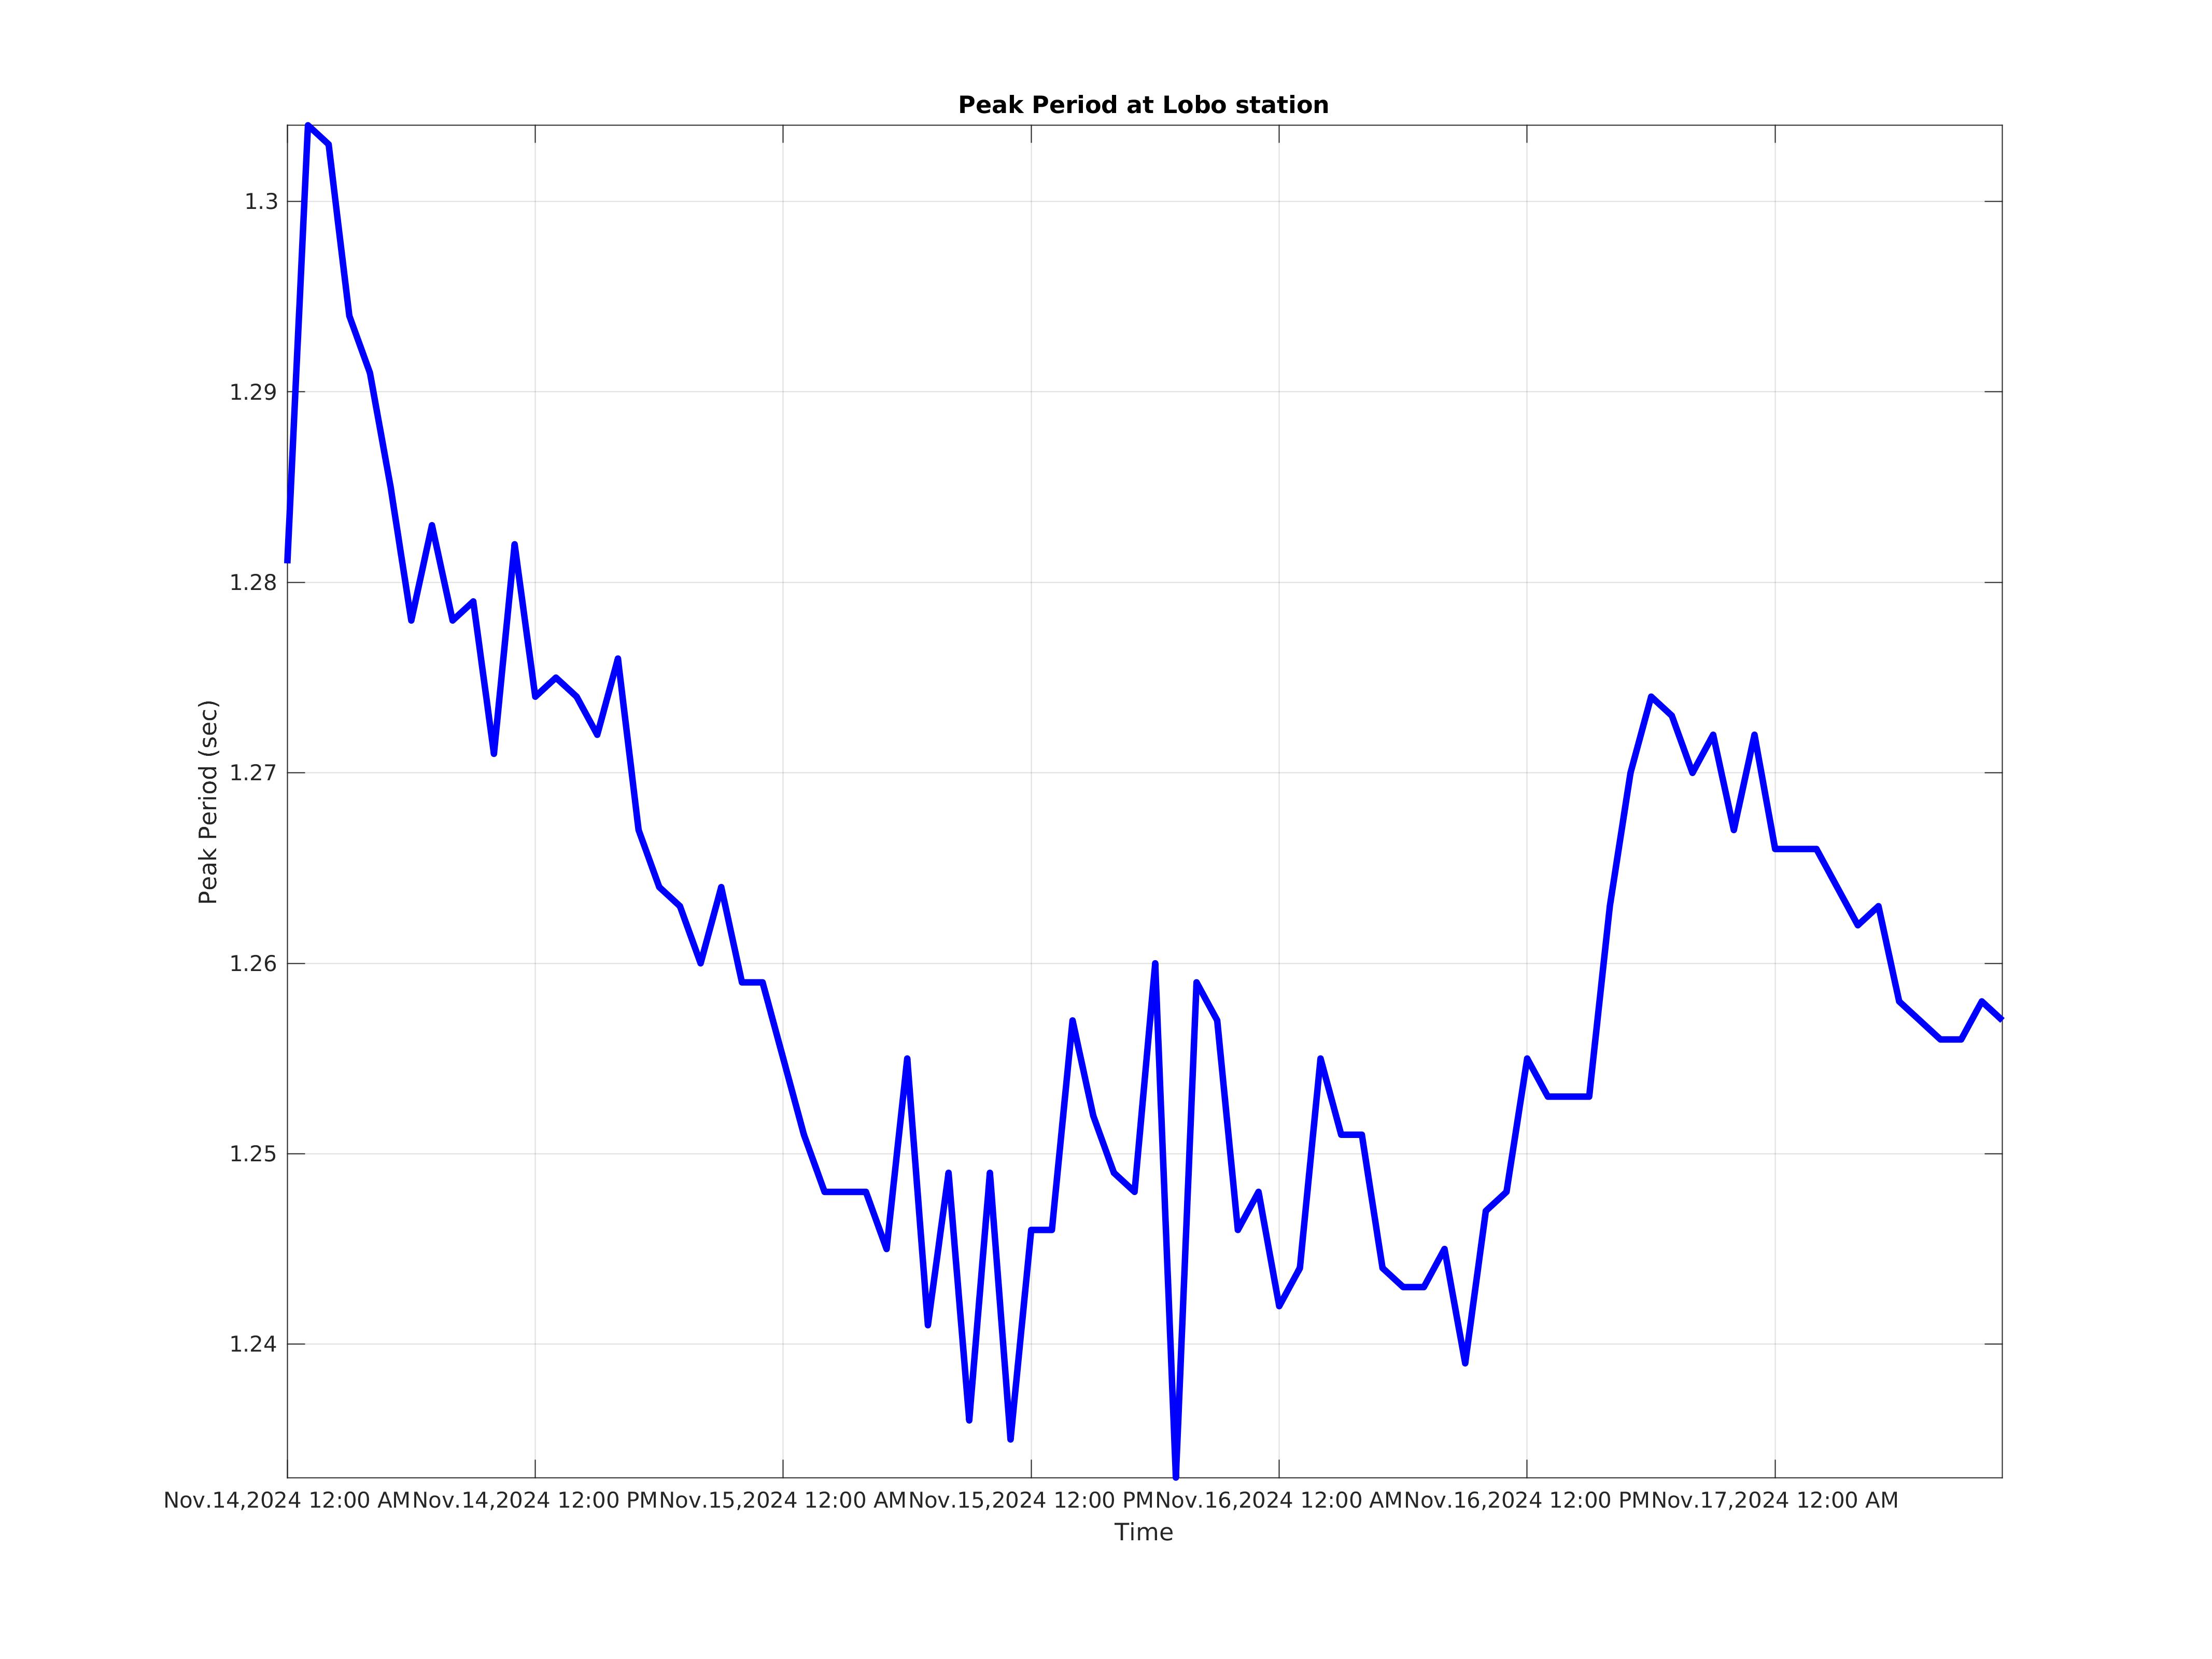 Peak Period at Lobo station
1.3
1.29
1.28
1.27
1.26
1.25
1.24
Peak Period (sec)
Nov.14,2024 12:00 AM Nov.14,2024 12:00 PM Nov.15,2024 12:00 AM Nov.15,2024 12:00 PM Nov.16,2024 12:00 AM Nov.16,2024 12:00 PM Nov.17,2024 12:00 AM
Time